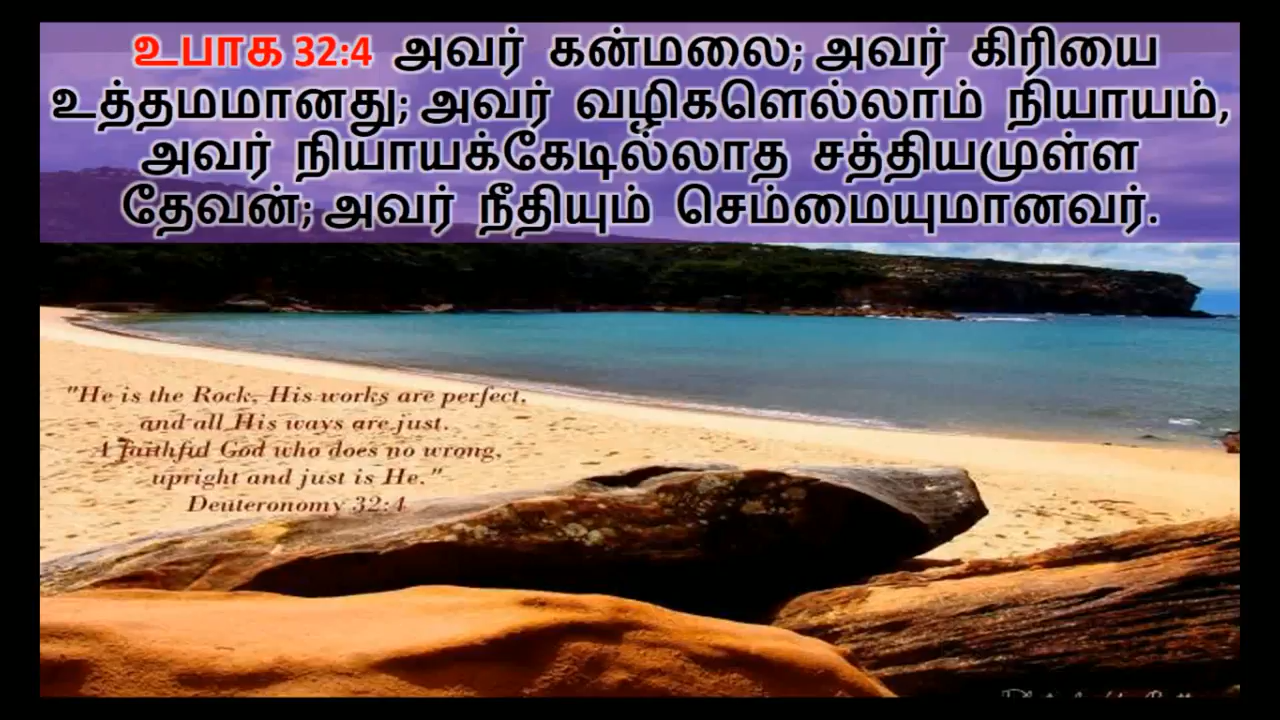 உபாக 32:4 அவர் கன்மலை; அவர் கிரியை
உத்தமமானது; அவர் வழிகளெல்லாம் நியாயம்,
அவர் நியாயக்கேடில்லாத சத்தியமுள்ள
தேவன்; அவர் நீதியும் செம்மையுமானவர்.
"He is the Rock, His works are perfect,
and all His ways are just.
A faithful God who does no wrong,
upright and just is He."
Deuteronomy 32:4